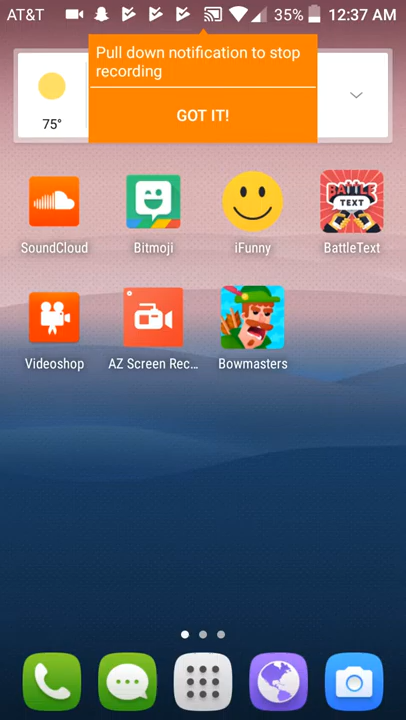 AT&T 35% 12:37 AM
Pull down notification to stop
recording
GOT IT!
75°
BATTLE
TEXT
SoundCloud Bitmoji iFunny BattleText
Videoshop AZ Screen Rec... Bowmasters